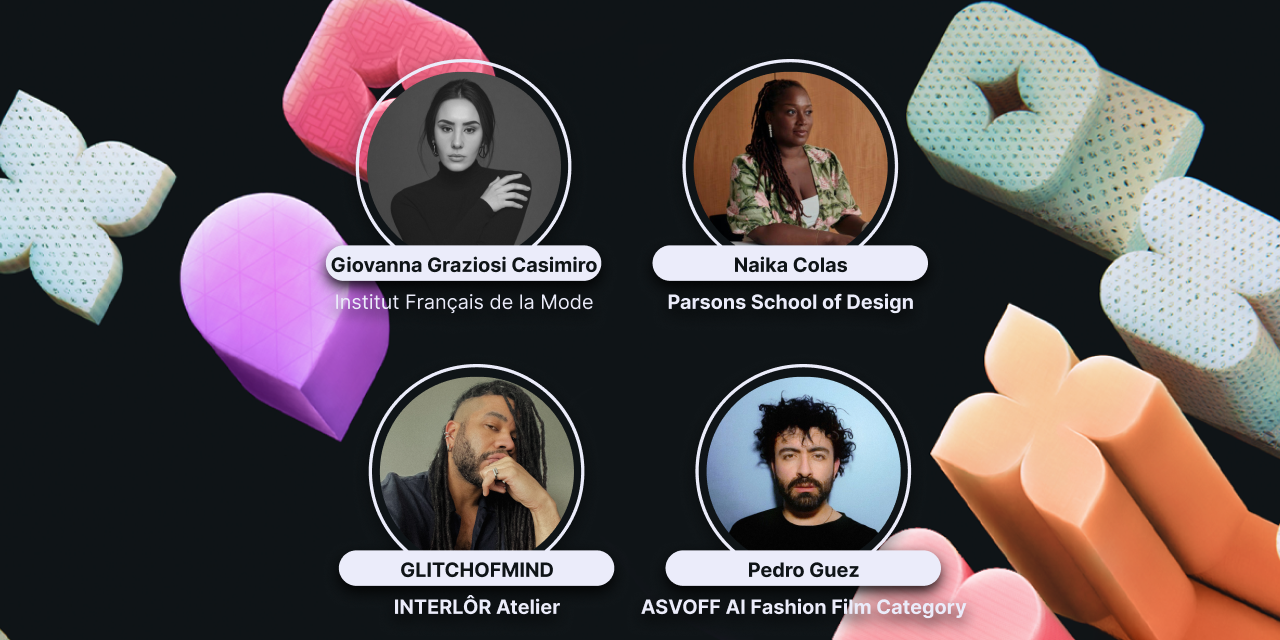 Giovanna Graziosi Casimiro
Institut Français de la Mode
Naika Colas
Parsons School of Design
GLITCHOFMIND
INTERLÔR Atelier
Pedro Guez
ASVOFF AI Fashion Film Category